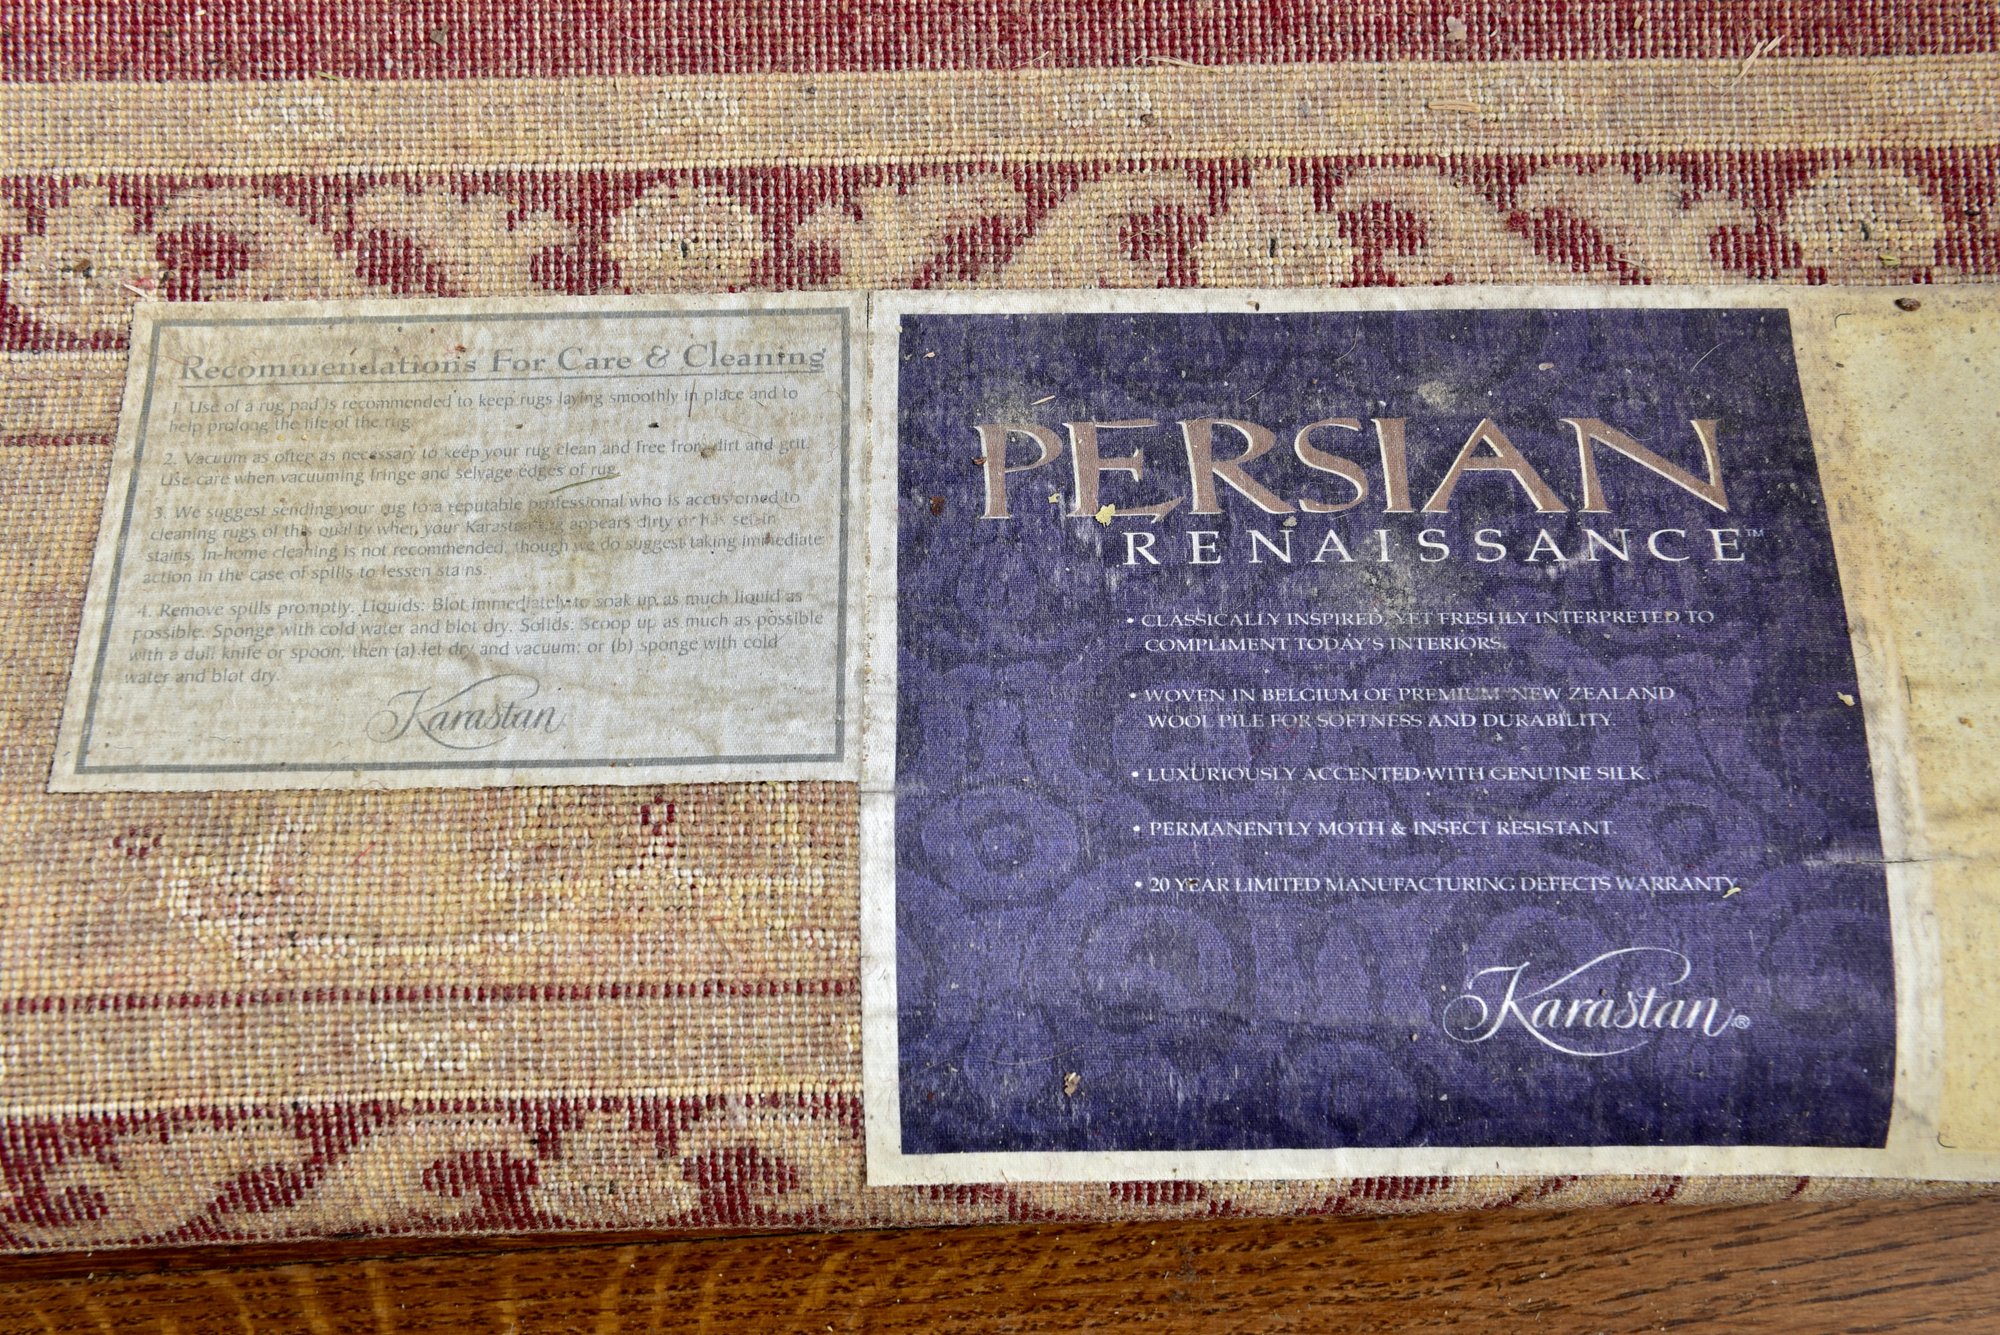 Recommendations For Care & Cleaning
1. Use of a rug pad is recommended to keep rugs laying smoothly in place and to
help prolong the life of the rug.
2. Vacuum as often as necessary to keep your rug clean and free from dirt and grit.
Use care when vacuuming fringe and selvage edges of rug.
3. We suggest sending your rug to a reputable professional who is accustomed to
cleaning rugs of this quality when your Karastan rug appears dirty or has set-in
stains. In-home cleaning is not recommended, though we do suggest taking immediate
action in the case of spills to lessen stains.
4. Remove spills promptly. Liquids: Blot immediately to soak up as much liquid as
possible. Sponge with cold water and blot dry. Solids: Scoop up as much as possible
with a dull knife or spoon, then (a) let dry and vacuum; or (b) sponge with cold
water and blot dry.
Karastan
PERSIAN
RENAISSANCE™
• CLASSICALLY INSPIRED, YET FRESHLY INTERPRETED TO
COMPLIMENT TODAY'S INTERIORS.
• WOVEN IN BELGIUM OF PREMIUM NEW ZEALAND
WOOL PILE FOR SOFTNESS AND DURABILITY.
• LUXURIOUSLY ACCENTED WITH GENUINE SILK.
• PERMANENTLY MOTH & INSECT RESISTANT.
• 20 YEAR LIMITED MANUFACTURING DEFECTS WARRANTY.
Karastan®